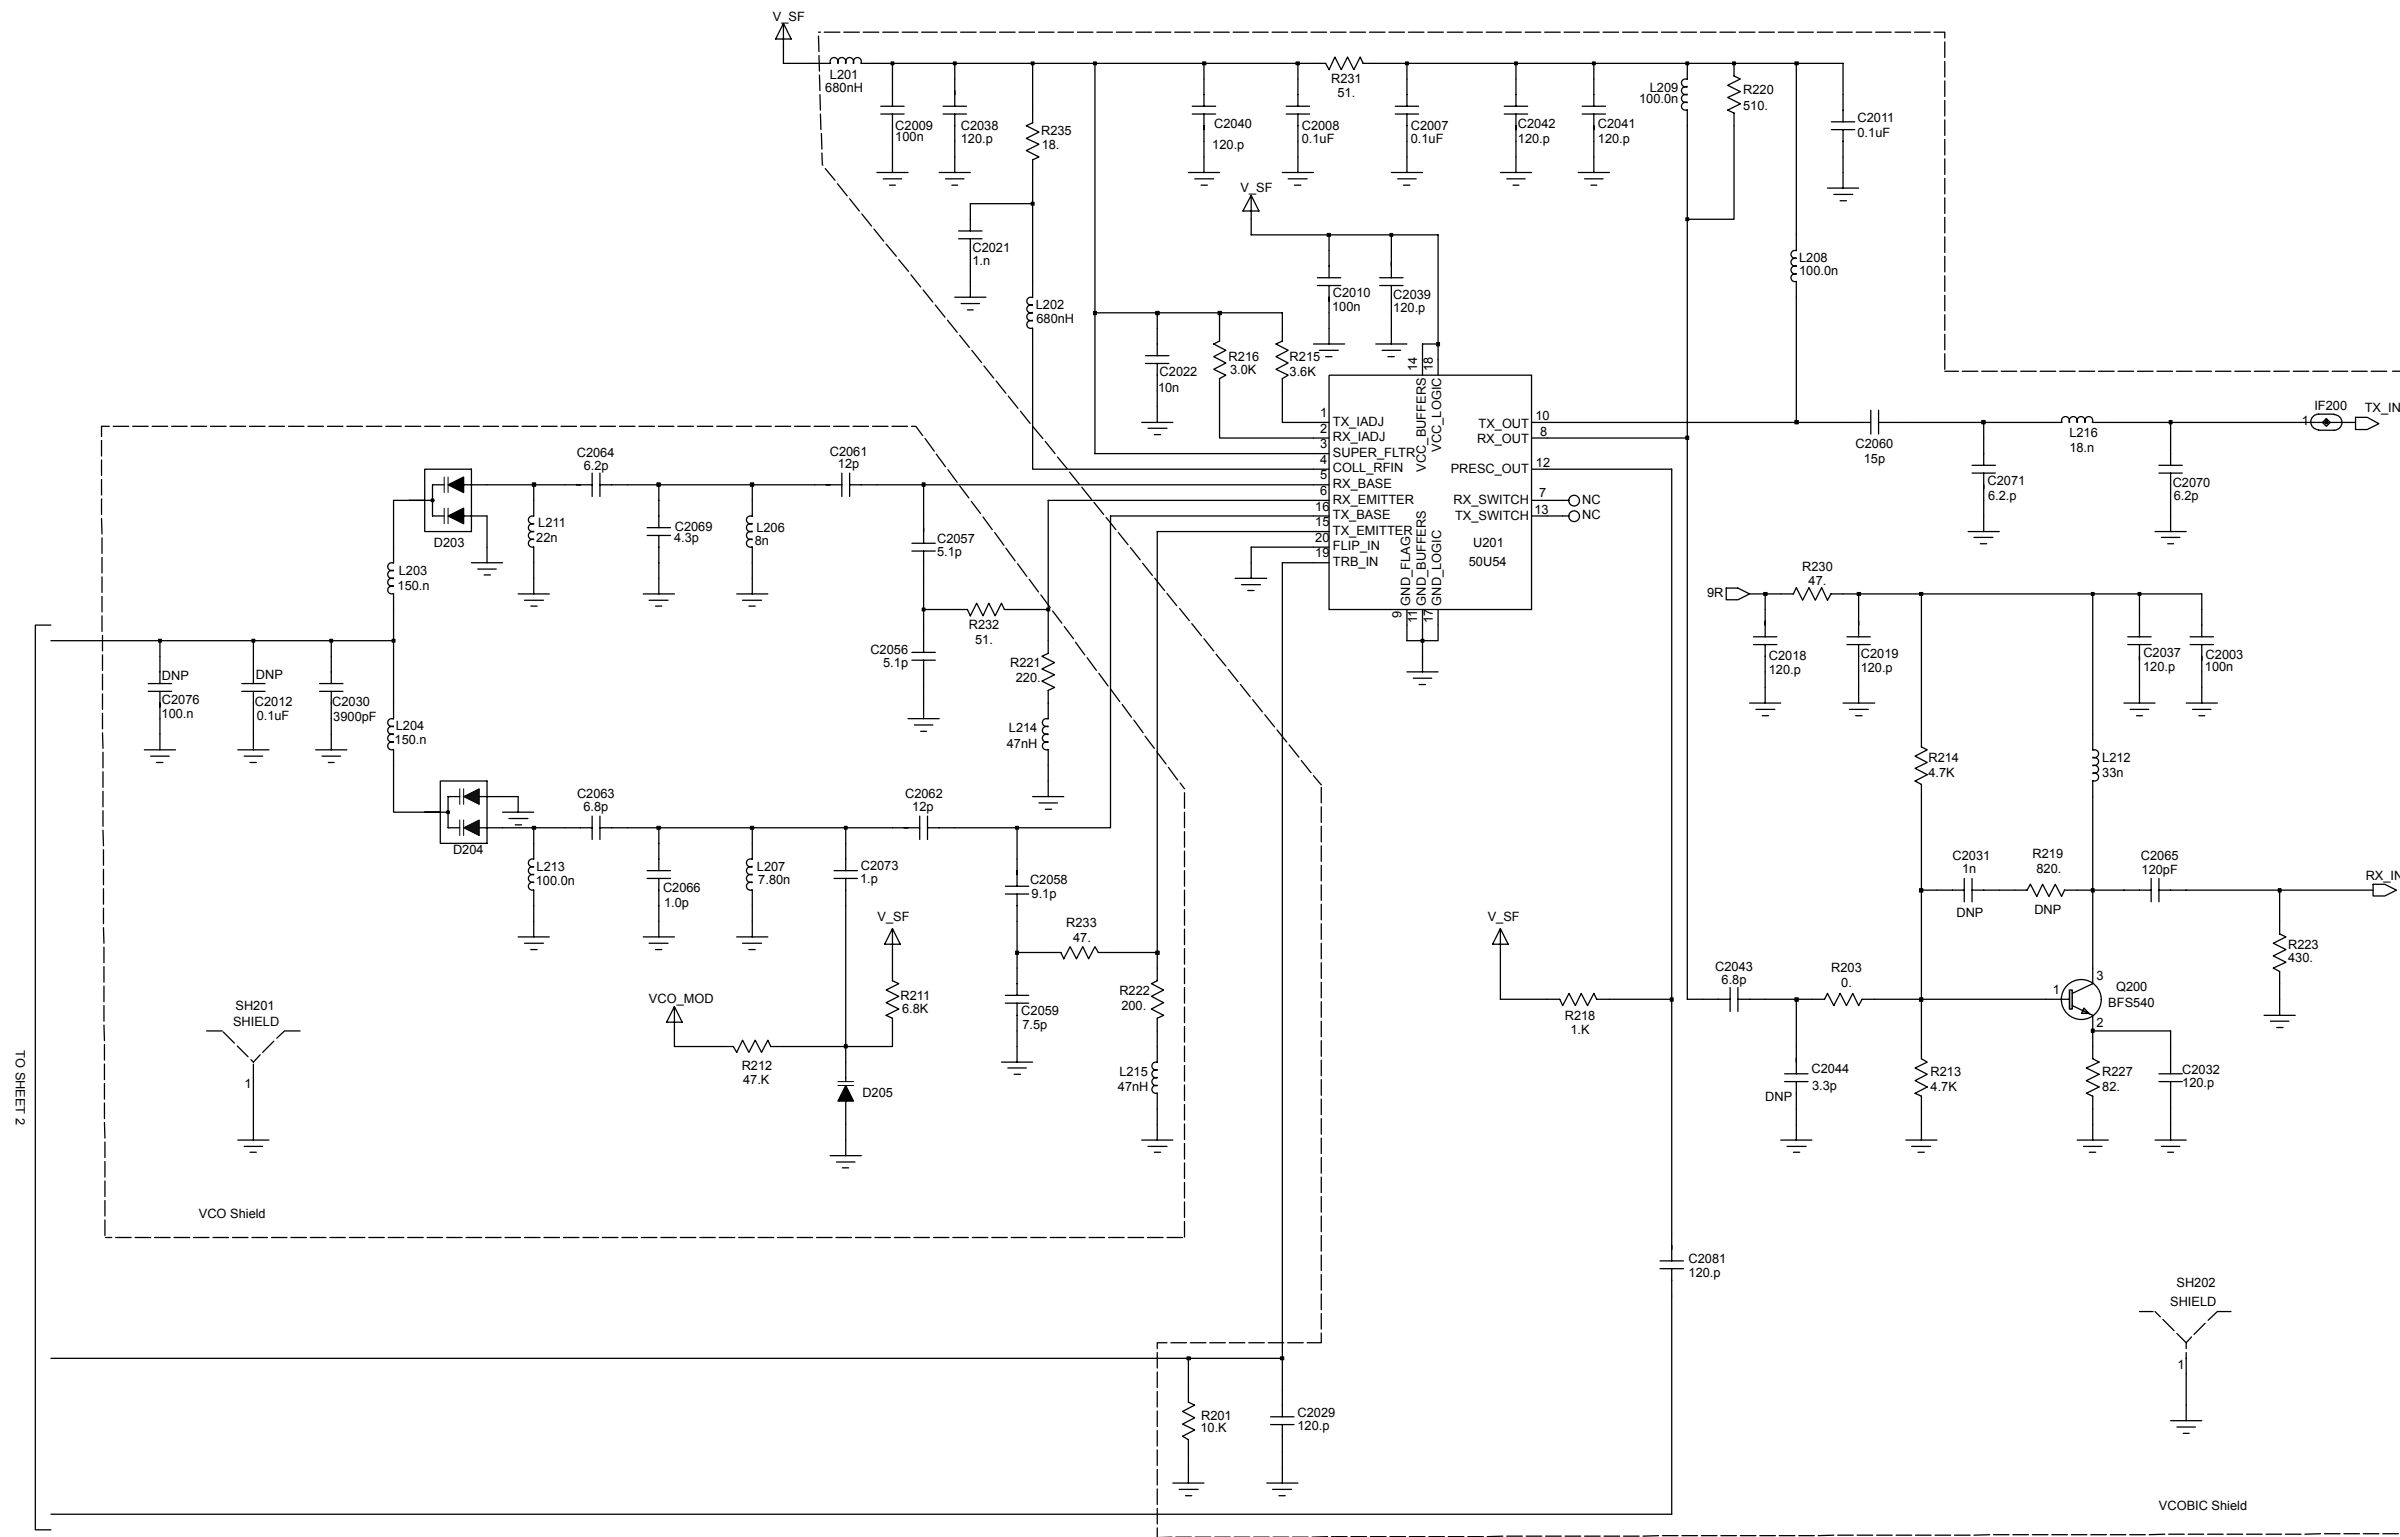 V_SF
L201
680nH
C2009
100n
C2038
120.p
R235
18.
C2040
120.p
C2008
0.1uF
R231
51.
C2007
0.1uF
C2042
120.p
C2041
120.p
L209
100.0n
R220
510.
C2011
0.1uF
C2021
1.n
L202
680nH
V_SF
C2010
100n
C2039
120.p
L208
100.0n
C2022
10n
R216
3.0K
R215
3.6K
14
18
VCC_BUFFERS
VCC_LOGIC
1
TX_IADJ
2
RX_IADJ
3
SUPER_FLTR
4
COLL_RFIN
5
RX_BASE
6
RX_EMITTER
16
TX_BASE
15
TX_EMITTER
20
FLIP_IN
19
TRB_IN
TX_OUT
10
RX_OUT
8
PRESC_OUT
12
RX_SWITCH
7
NC
TX_SWITCH
13
NC
U201
50U54
GND_FLAG
GND_BUFFERS
GND_LOGIC
9
11
17
C2060
15p
C2071
6.2.p
L216
18.n
C2070
6.2p
IF200
1
TX_IN
D203
L203
150.n
L211
22n
C2064
6.2p
C2069
4.3p
L206
8n
C2061
12p
C2057
5.1p
R232
51.
C2056
5.1p
R221
220.
L214
47nH
DNP
C2076
100.n
DNP
C2012
0.1uF
C2030
3900pF
L204
150.n
D204
L213
100.0n
C2063
6.8p
C2066
1.0p
L207
7.80n
C2073
1.p
C2062
12p
C2058
9.1p
R233
47.
C2059
7.5p
R222
200.
L215
47nH
V_SF
R211
6.8K
VCO_MOD
R212
47.K
D205
SH201
SHIELD
1
VCO Shield
TO SHEET 2
9R
R230
47.
C2018
120.p
C2019
120.p
C2037
120.p
C2003
100n
R214
4.7K
L212
33n
C2031
1n
DNP
R219
820.
DNP
C2065
120pF
RX_IN
R223
430.
V_SF
R218
1.K
C2043
6.8p
R203
0.
1
3
Q200
BFS540
2
C2044
3.3p
DNP
R213
4.7K
R227
82.
C2032
120.p
C2081
120.p
SH202
SHIELD
1
R201
10.K
C2029
120.p
VCOBIC Shield